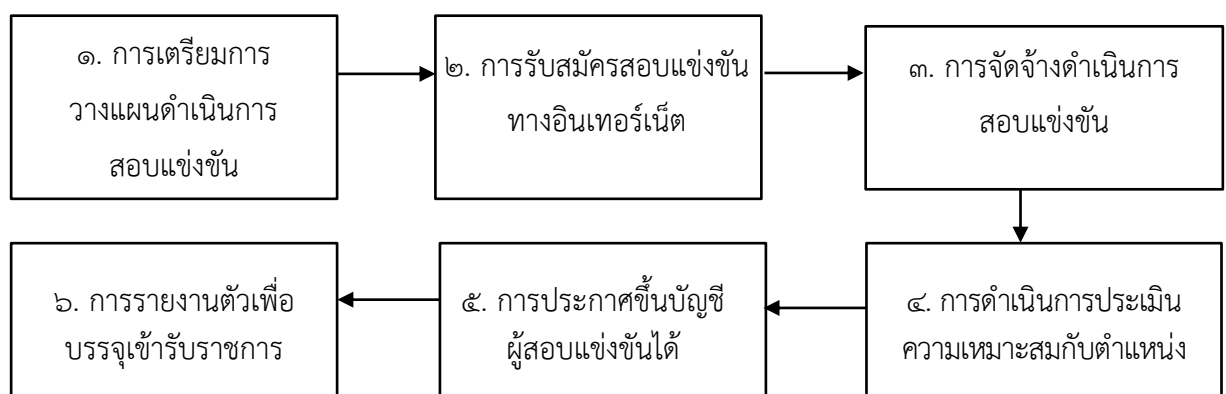 ๑. การเตรียมการ
วางแผนดำเนินการ
สอบแข่งขัน
๒. การรับสมัครสอบแข่งขัน
ทางอินเทอร์เน็ต
๓. การจัดจ้างดำเนินการ
สอบแข่งขัน
๔. การดำเนินการประเมิน
ความเหมาะสมกับตำแหน่ง
๕. การประกาศขึ้นบัญชี
ผู้สอบแข่งขันได้
๖. การรายงานตัวเพื่อ
บรรจุเข้ารับราชการ